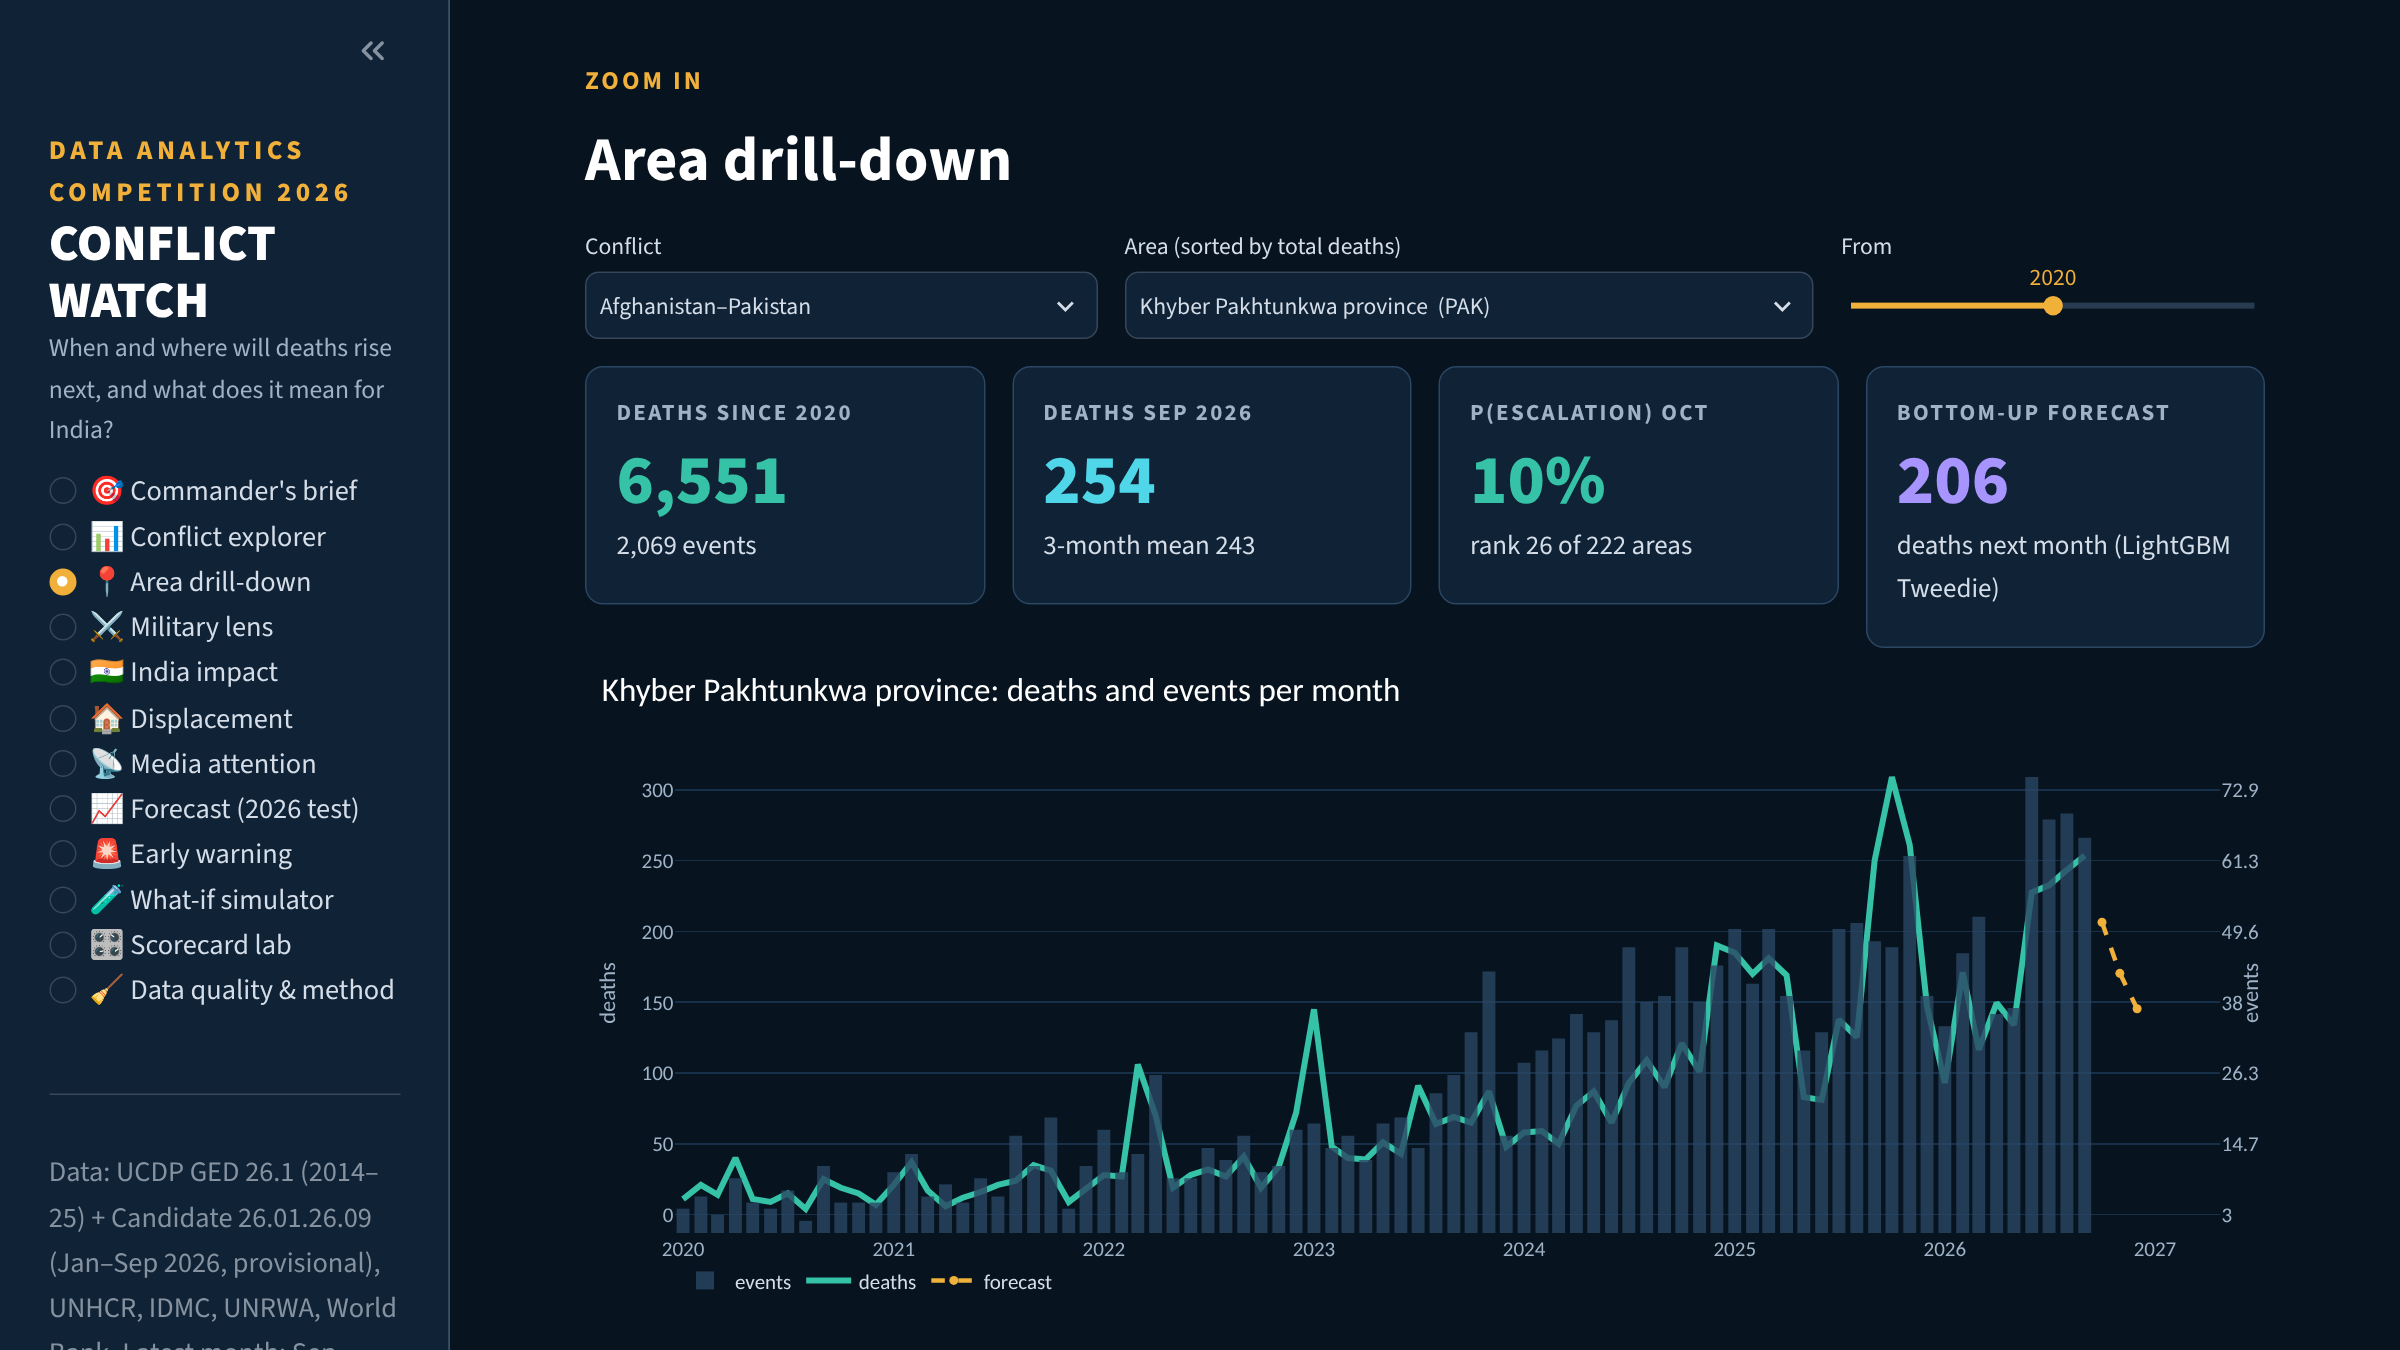 DATA ANALYTICS
COMPETITION 2026
CONFLICT
WATCH
When and where will deaths rise
next, and what does it mean for
India?
Commander's brief
Conflict explorer
Area drill-down
Military lens
India impact
Displacement
Media attention
Forecast (2026 test)
Early warning
What-if simulator
Scorecard lab
Data quality & method
Data: UCDP GED 26.1 (2014–
25) + Candidate 26.01.26.09
(Jan–Sep 2026, provisional),
UNHCR, IDMC, UNRWA, World
Bank. Latest month: Sep
ZOOM IN
Area drill-down
Conflict
Afghanistan–Pakistan
Area (sorted by total deaths)
Khyber Pakhtunkwa province (PAK)
From
2020
DEATHS SINCE 2020
6,551
2,069 events
DEATHS SEP 2026
254
3-month mean 243
P(ESCALATION) OCT
10%
rank 26 of 222 areas
BOTTOM-UP FORECAST
206
deaths next month (LightGBM
Tweedie)
Khyber Pakhtunkwa province: deaths and events per month
deaths
300
250
200
150
100
50
0
72.9
61.3
49.6
38
26.3
14.7
3
events
2020 2021 2022 2023 2024 2025 2026 2027
events deaths forecast